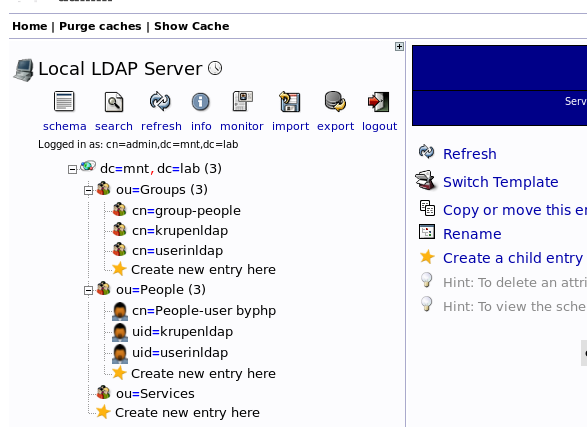 Home | Purge caches | Show Cache
Local LDAP Server
schema search refresh info monitor import export logout
Logged in as: cn=admin,dc=mnt,dc=lab
dc=mnt, dc=lab (3)
ou=Groups (3)
cn=group-people
cn=krupenldap
cn=userinldap
Create new entry here
ou=People (3)
cn=People-user byphp
uid=krupenldap
uid=userinldap
Create new entry here
ou=Services
Create new entry here
Serv
Refresh
Switch Template
Copy or move this en
Rename
Create a child entry
Hint: To delete an attri
Hint: To view the sche